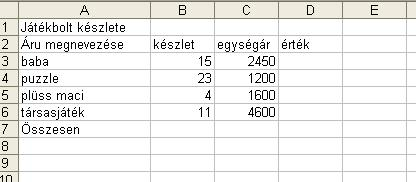 A B C D E
1 Játékbolt készlete
2 Áru megnevezése készlet egységár érték
3 baba 15 2450
4 puzzle 23 1200
5 plüss maci 4 1600
6 társasjáték 11 4600
7 Összesen
8
9
10